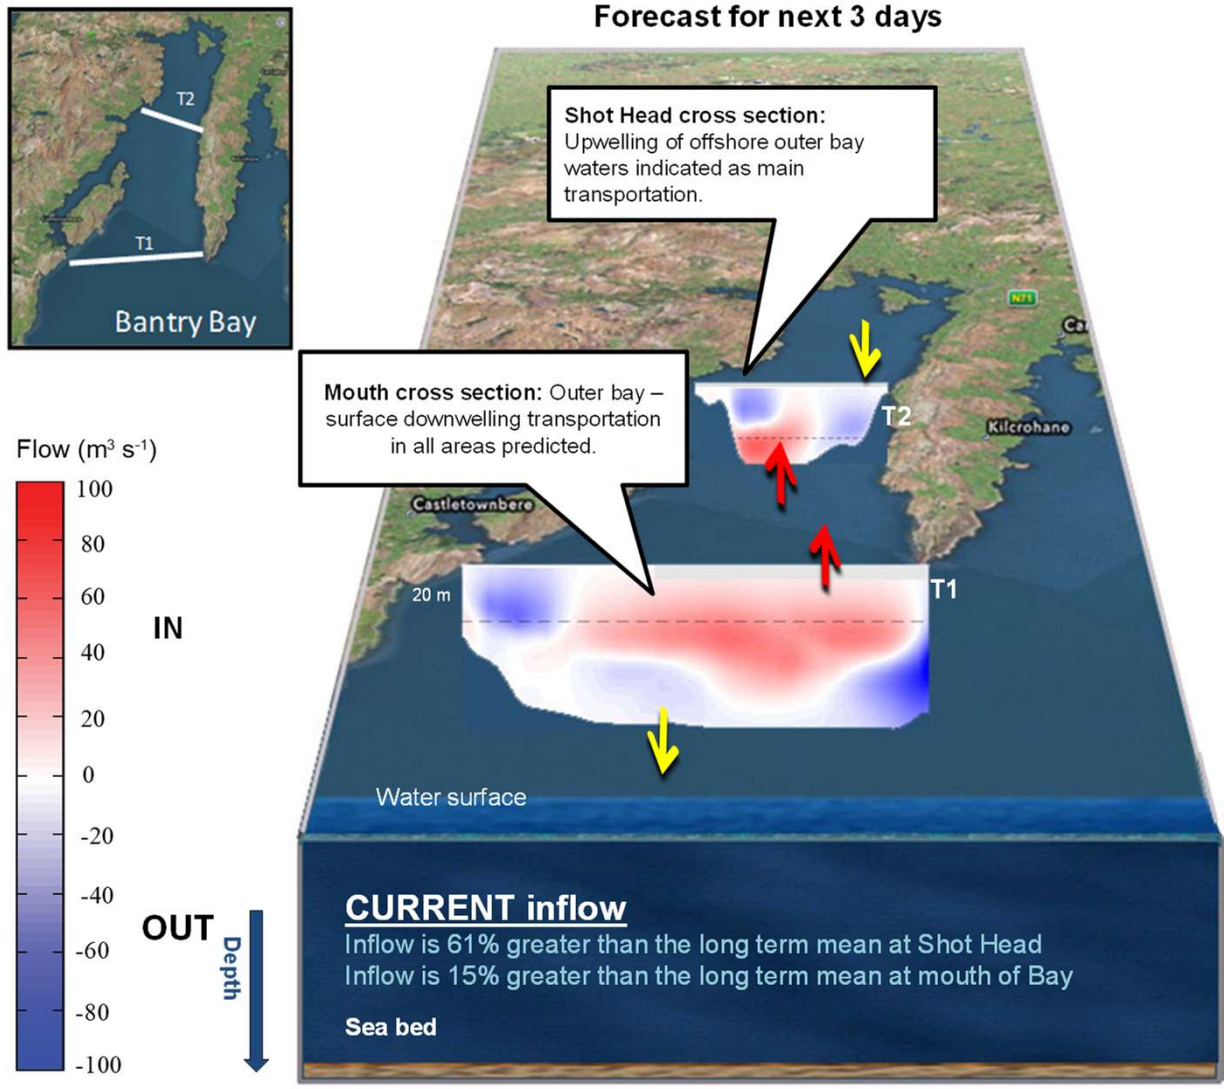 Forecast for next 3 days
T2
T1
Bantry Bay
Shot Head cross section:
Upwelling of offshore outer bay
waters indicated as main
transportation.
N71
Mouth cross section: Outer bay –
surface downwelling transportation
in all areas predicted.
T2
Kilcrohane
Castletownbere
20 m
T1
Flow (m³ s⁻¹)
100
80
60
40
20
0
-20
-40
-60
-80
-100
IN
OUT
Depth
Water surface
CURRENT inflow
Inflow is 61% greater than the long term mean at Shot Head
Inflow is 15% greater than the long term mean at mouth of Bay
Sea bed